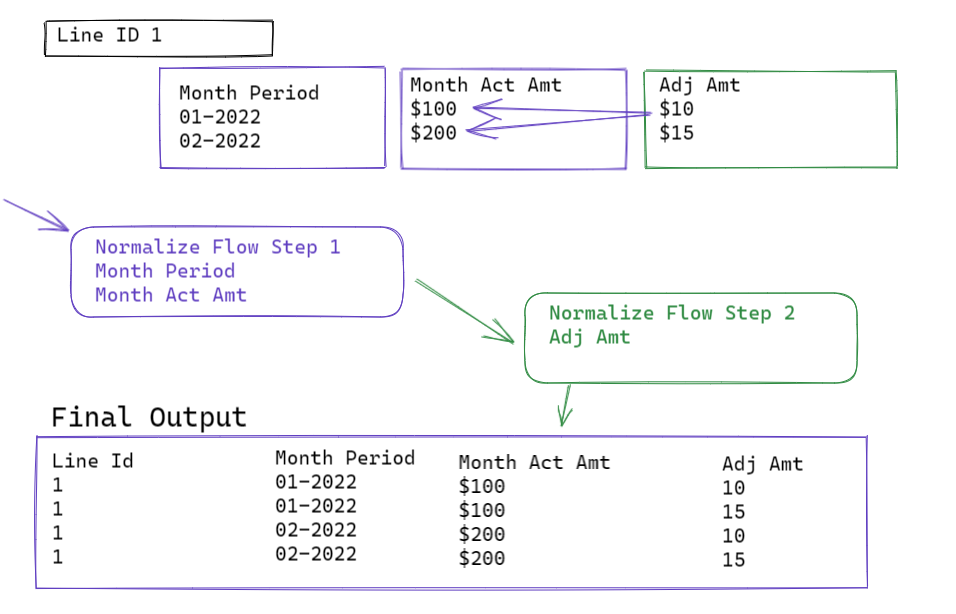 Line ID 1
Month Period
01-2022
02-2022
Month Act Amt
$100
$200
Adj Amt
$10
$15
Normalize Flow Step 1
Month Period
Month Act Amt
Normalize Flow Step 2
Adj Amt
Final Output
Line Id Month Period Month Act Amt Adj Amt
1 01-2022 $100 10
1 01-2022 $100 15
1 02-2022 $200 10
1 02-2022 $200 15